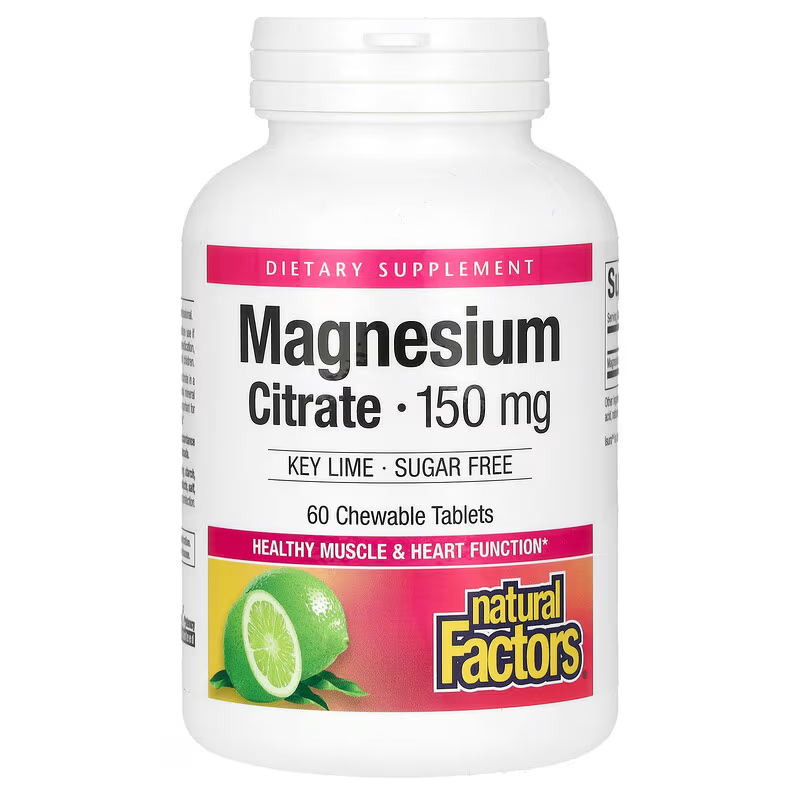 DIETARY SUPPLEMENT
Magnesium
Citrate · 150 mg
KEY LIME · SUGAR FREE
60 Chewable Tablets
HEALTHY MUSCLE & HEART FUNCTION*
natural
Factors